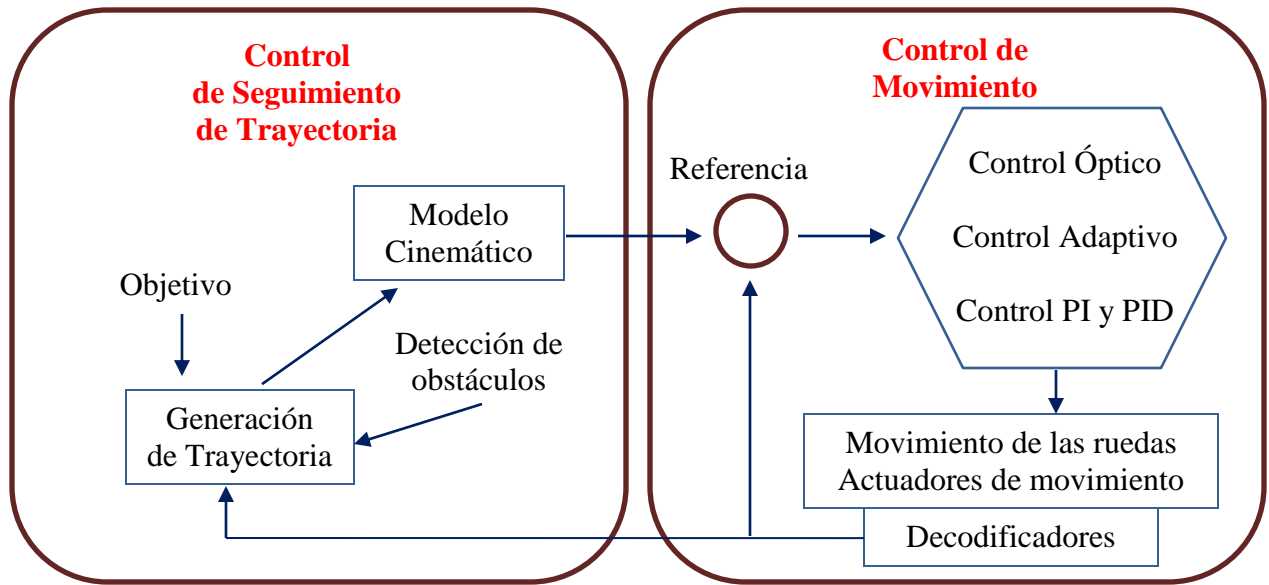 Control
de Seguimiento
de Trayectoria
Objetivo
Modelo
Cinemático
Detección de
obstáculos
Generación
de Trayectoria
Control de
Movimiento
Referencia
Control Óptico
Control Adaptivo
Control PI y PID
Movimiento de las ruedas
Actuadores de movimiento
Decodificadores